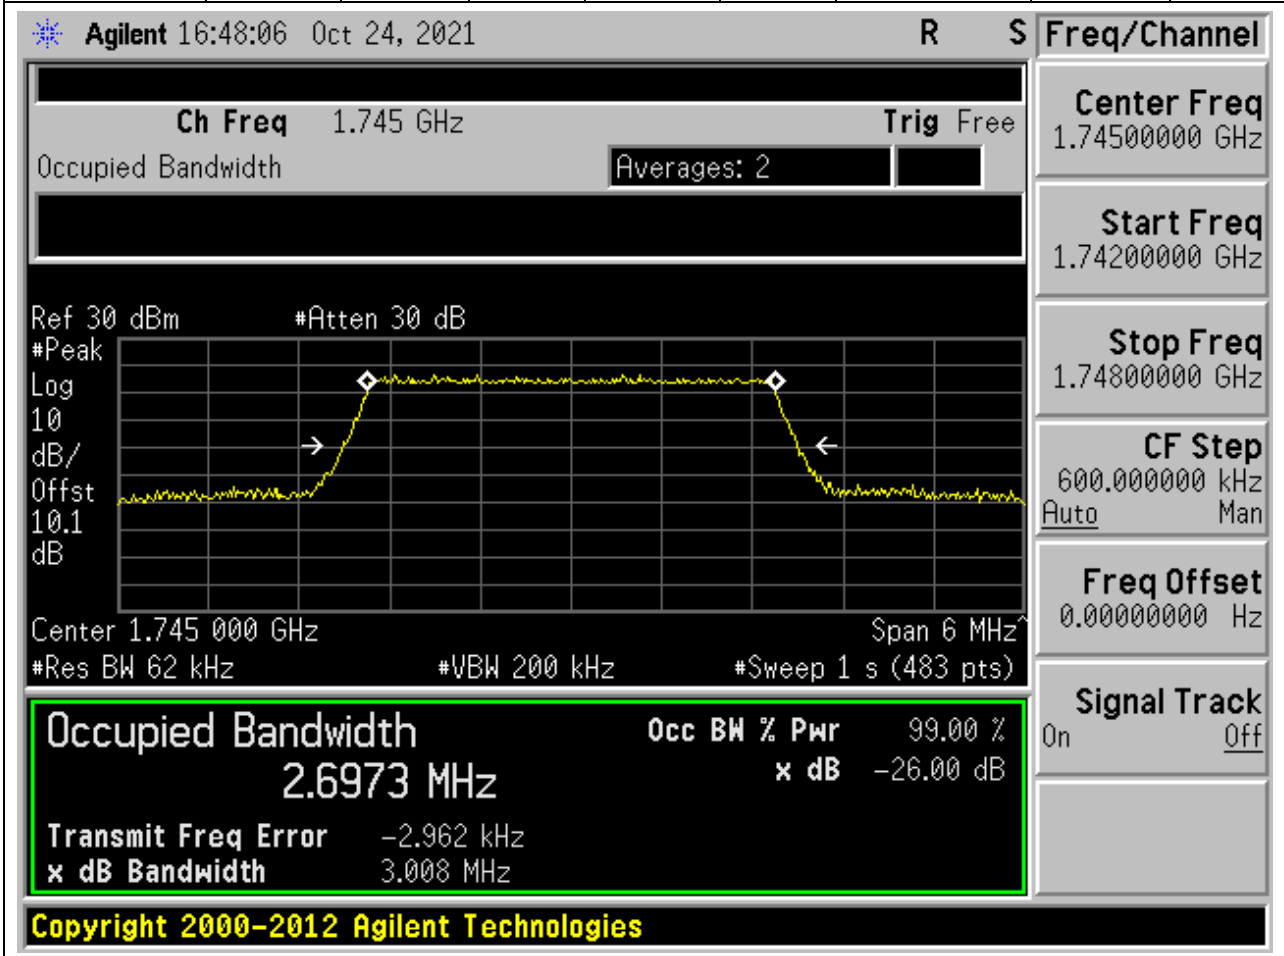 Agilent 16:48:06 Oct 24, 2021 R S Freq/Channel
Ch Freq 1.745 GHz Trig Free
Occupied Bandwidth Averages: 2
Center Freq
1.74500000 GHz
Start Freq
1.74200000 GHz
Stop Freq
1.74800000 GHz
CF Step
600.000000 kHz
Auto Man
Freq Offset
0.00000000 Hz
Signal Track
On Off
Ref 30 dBm #Atten 30 dB
#Peak
Log
10
dB/
Offst
10.1
dB
Center 1.745 000 GHz Span 6 MHz^
#Res BW 62 kHz #VBW 200 kHz #Sweep 1 s (483 pts)
Occupied Bandwidth Occ BW % Pwr 99.00 %
2.6973 MHz x dB -26.00 dB
Transmit Freq Error -2.962 kHz
x dB Bandwidth 3.008 MHz
Copyright 2000-2012 Agilent Technologies